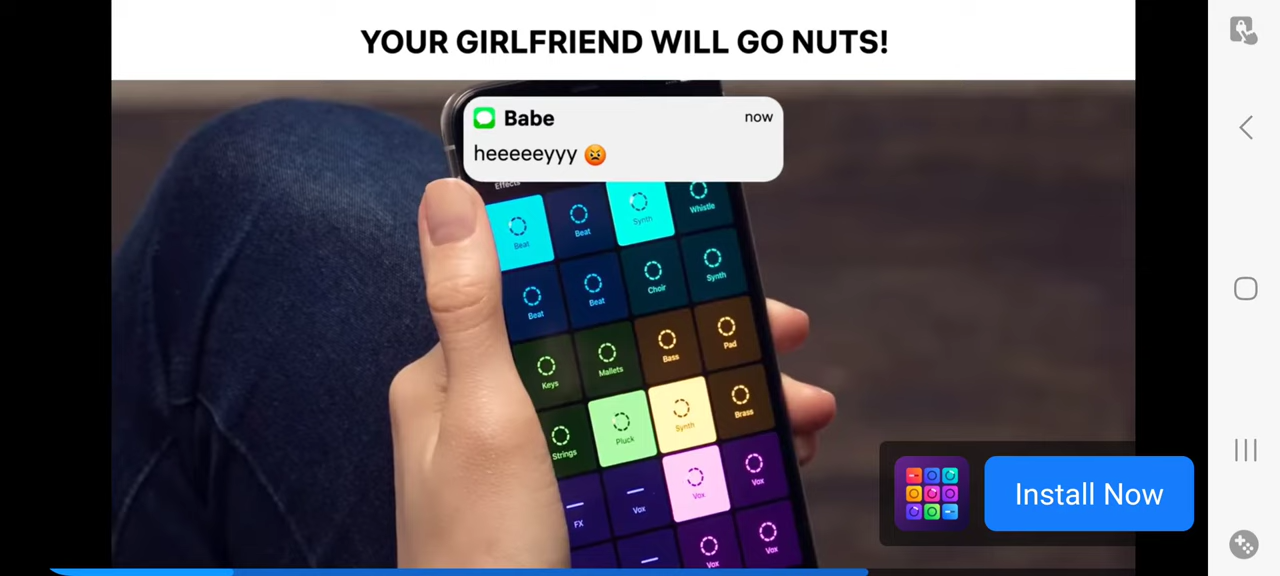 YOUR GIRLFRIEND WILL GO NUTS!
Babe
now
heeeeeyyy 😡
Effects
Beat
Beat
Synth
Whistle
Beat
Beat
Choir
Synth
Keys
Mallets
Bass
Pad
Strings
Pluck
Synth
Brass
FX
Vox
Vox
Vox
Vox
Vox
Install Now